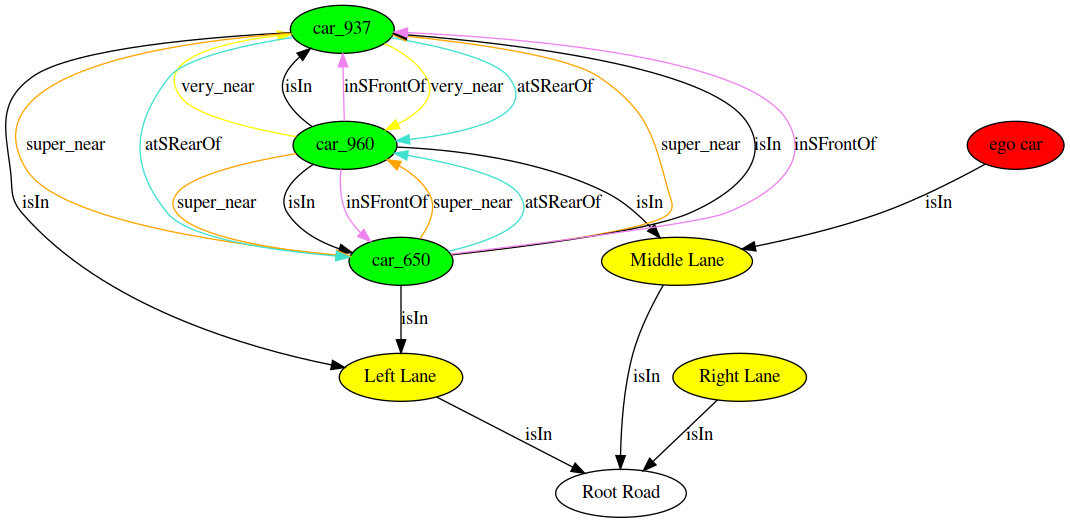 car_937
very_near
isIn
inSFrontOf
very_near
atSRearOf
super_near
atSRearOf
car_960
super_near
isIn
inSFrontOf
ego car
isIn
super_near
isIn
inSFrontOf
super_near
atSRearOf
isIn
isIn
car_650
Middle Lane
isIn
Left Lane
isIn
Right Lane
isIn
isIn
Root Road